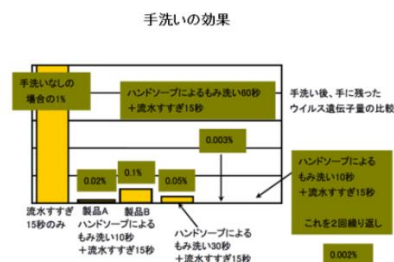 手洗いの効果
手洗いなしの
場合の1%
ハンドソープによるもみ洗い60秒
＋流水すすぎ15秒
手洗い後、手に残った
ウイルス遺伝子量の比較
0.003%
0.02%
0.1%
0.05%
ハンドソープによる
もみ洗い10秒
＋流水すすぎ15秒
これを２回繰り返し
0.002%
流水すすぎ
15秒のみ
製品A
製品B
ハンドソープによる
もみ洗い10秒
＋流水すすぎ15秒
ハンドソープによる
もみ洗い30秒
＋流水すすぎ15秒